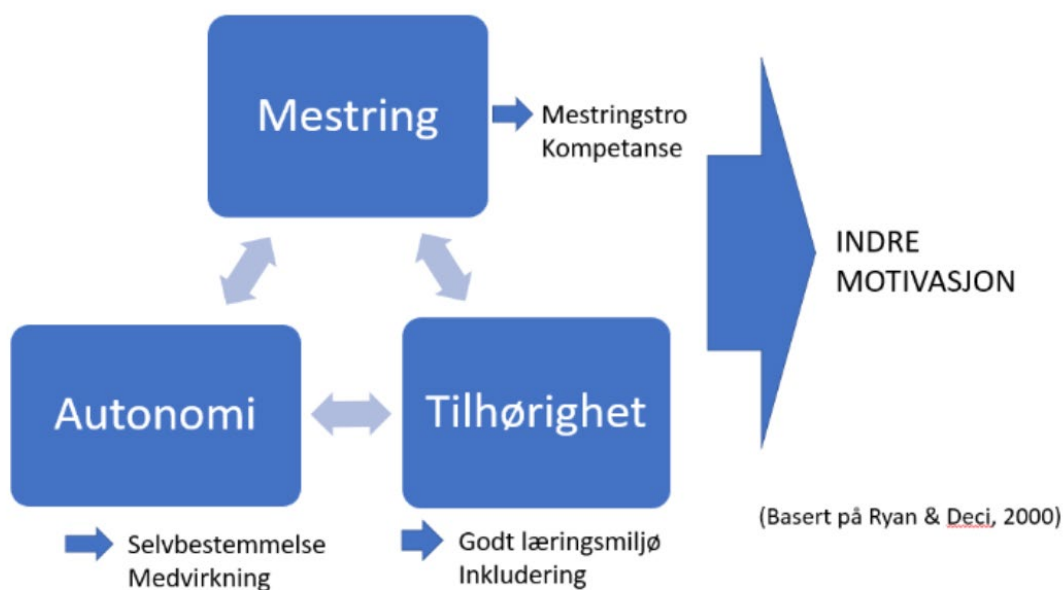 Mestring
Mestringstro
Kompetanse
INDRE
MOTIVASJON
Autonomi
Tilhørighet
Selvbestemmelse
Medvirkning
Godt læringsmiljø
Inkludering
(Basert på Ryan & Deci, 2000)